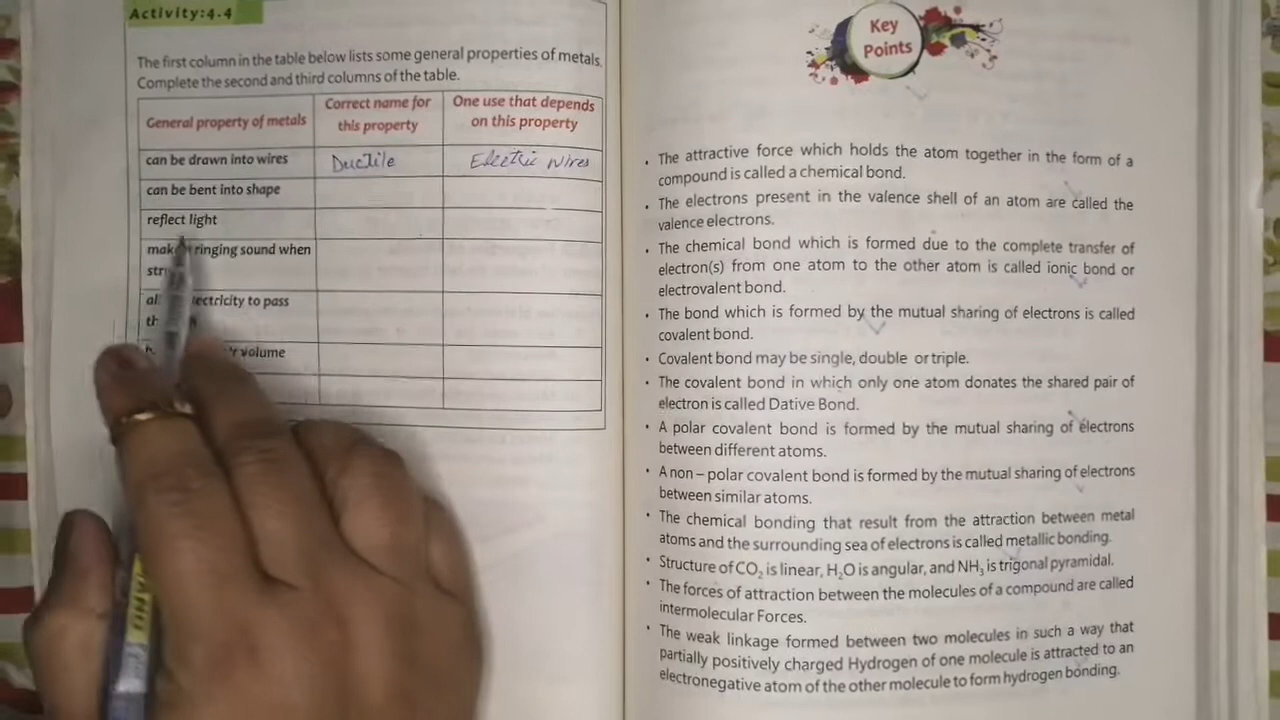 Activity:4.4
The first column in the table below lists some general properties of metals.
Complete the second and third columns of the table.
General property of metals
Correct name for
this property
One use that depends
on this property
can be drawn into wires
Ductile
Electric wires
can be bent into shape
reflect light
ringing sound when
to pass
volume
Key
Points
• The attractive force which holds the atom together in the form of a
compound is called a chemical bond.
• The electrons present in the valence shell of an atom are called the
valence electrons.
• The chemical bond which is formed due to the complete transfer of
electron(s) from one atom to the other atom is called ionic bond or
electrovalent bond.
• The bond which is formed by the mutual sharing of electrons is called
covalent bond.
• Covalent bond may be single, double or triple.
• The covalent bond in which only one atom donates the shared pair of
electron is called Dative Bond.
• A polar covalent bond is formed by the mutual sharing of electrons
between different atoms.
• A non – polar covalent bond is formed by the mutual sharing of electrons
between similar atoms.
• The chemical bonding that result from the attraction between metal
atoms and the surrounding sea of electrons is called metallic bonding.
• Structure of CO₂ is linear, H₂O is angular, and NH₃ is trigonal pyramidal.
• The forces of attraction between the molecules of a compound are called
intermolecular Forces.
• The weak linkage formed between two molecules in such a way that
partially positively charged Hydrogen of one molecule is attracted to an
electronegative atom of the other molecule to form hydrogen bonding.